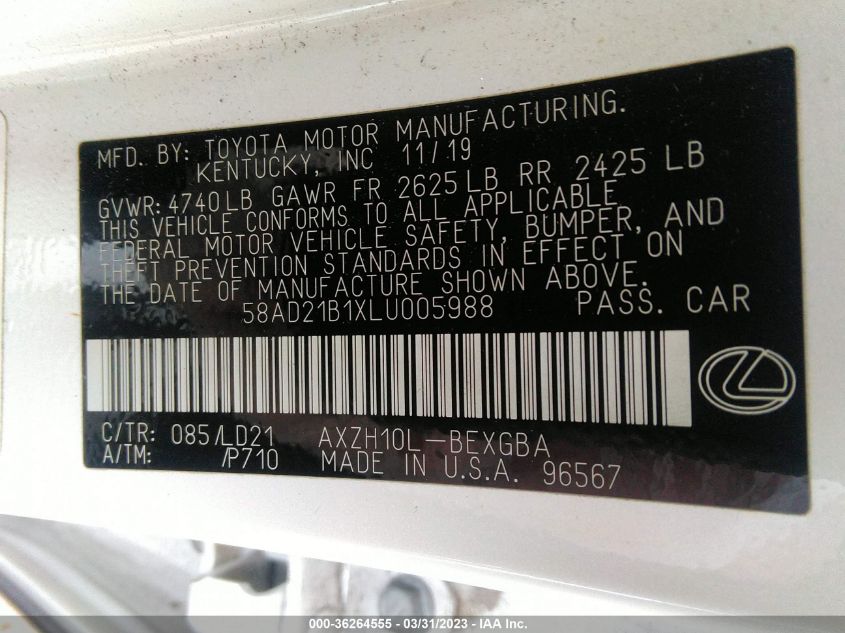 MFD. BY: TOYOTA MOTOR MANUFACTURING.
KENTUCKY, INC 11/19
GVWR: 4740LB GAWR FR 2625LB RR 2425 LB
THIS VEHICLE CONFORMS TO ALL APPLICABLE
FEDERAL MOTOR VEHICLE SAFETY, BUMPER, AND
THEFT PREVENTION STANDARDS IN EFFECT ON
THE DATE OF MANUFACTURE SHOWN ABOVE.
58AD21B1XLU005988 PASS. CAR
C/TR: 085/LD21 AXZH10L-BEXGBA
A/TM: /P710 MADE IN U.S.A. 96567
000-36264555 — 03/31/2023 — IAA Inc.